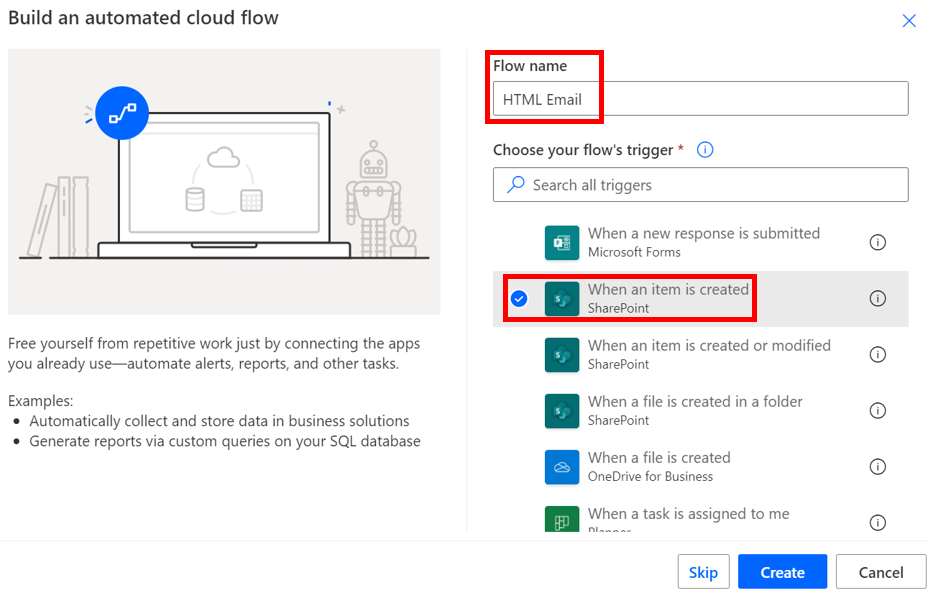 Build an automated cloud flow
Free yourself from repetitive work just by connecting the apps
you already use—automate alerts, reports, and other tasks.
Examples:
• Automatically collect and store data in business solutions
• Generate reports via custom queries on your SQL database
Flow name
HTML Email
Choose your flow's trigger *
Search all triggers
When a new response is submitted
Microsoft Forms
When an item is created
SharePoint
When an item is created or modified
SharePoint
When a file is created in a folder
SharePoint
When a file is created
OneDrive for Business
When a task is assigned to me
Planner
Skip
Create
Cancel